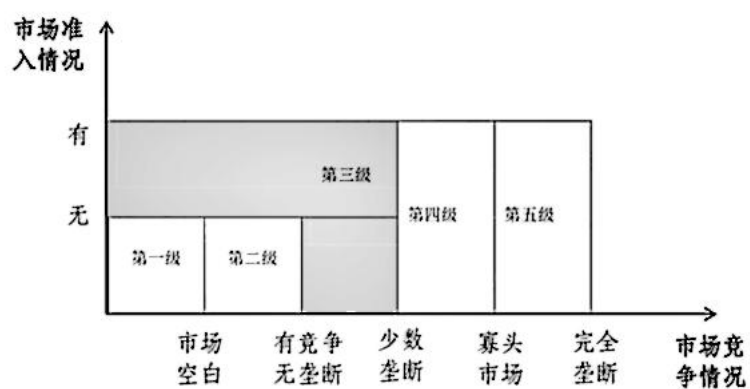 市场准
入情况
有
第三级
无
第四级
第五级
第一级
第二级
市场
空白
有竞争
无垄断
少数
垄断
寡头
市场
完全
垄断
市场竞
争情况